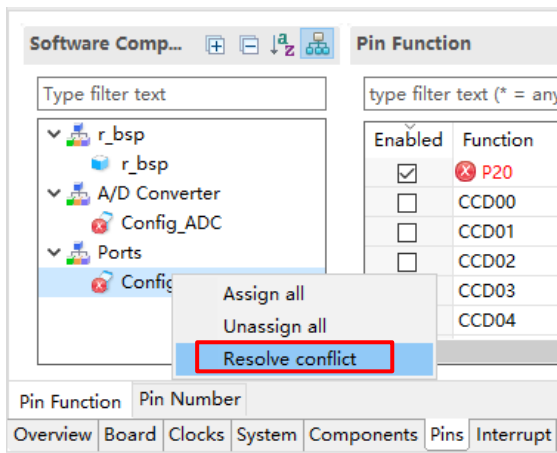 Software Comp...
Type filter text
r_bsp
r_bsp
A/D Converter
Config_ADC
Ports
Config
Assign all
Unassign all
Resolve conflict
Pin Function
type filter text (* = any
Enabled Function
P20
CCD00
CCD01
CCD02
CCD03
CCD04
Pin Function Pin Number
Overview Board Clocks System Components Pins Interrupt